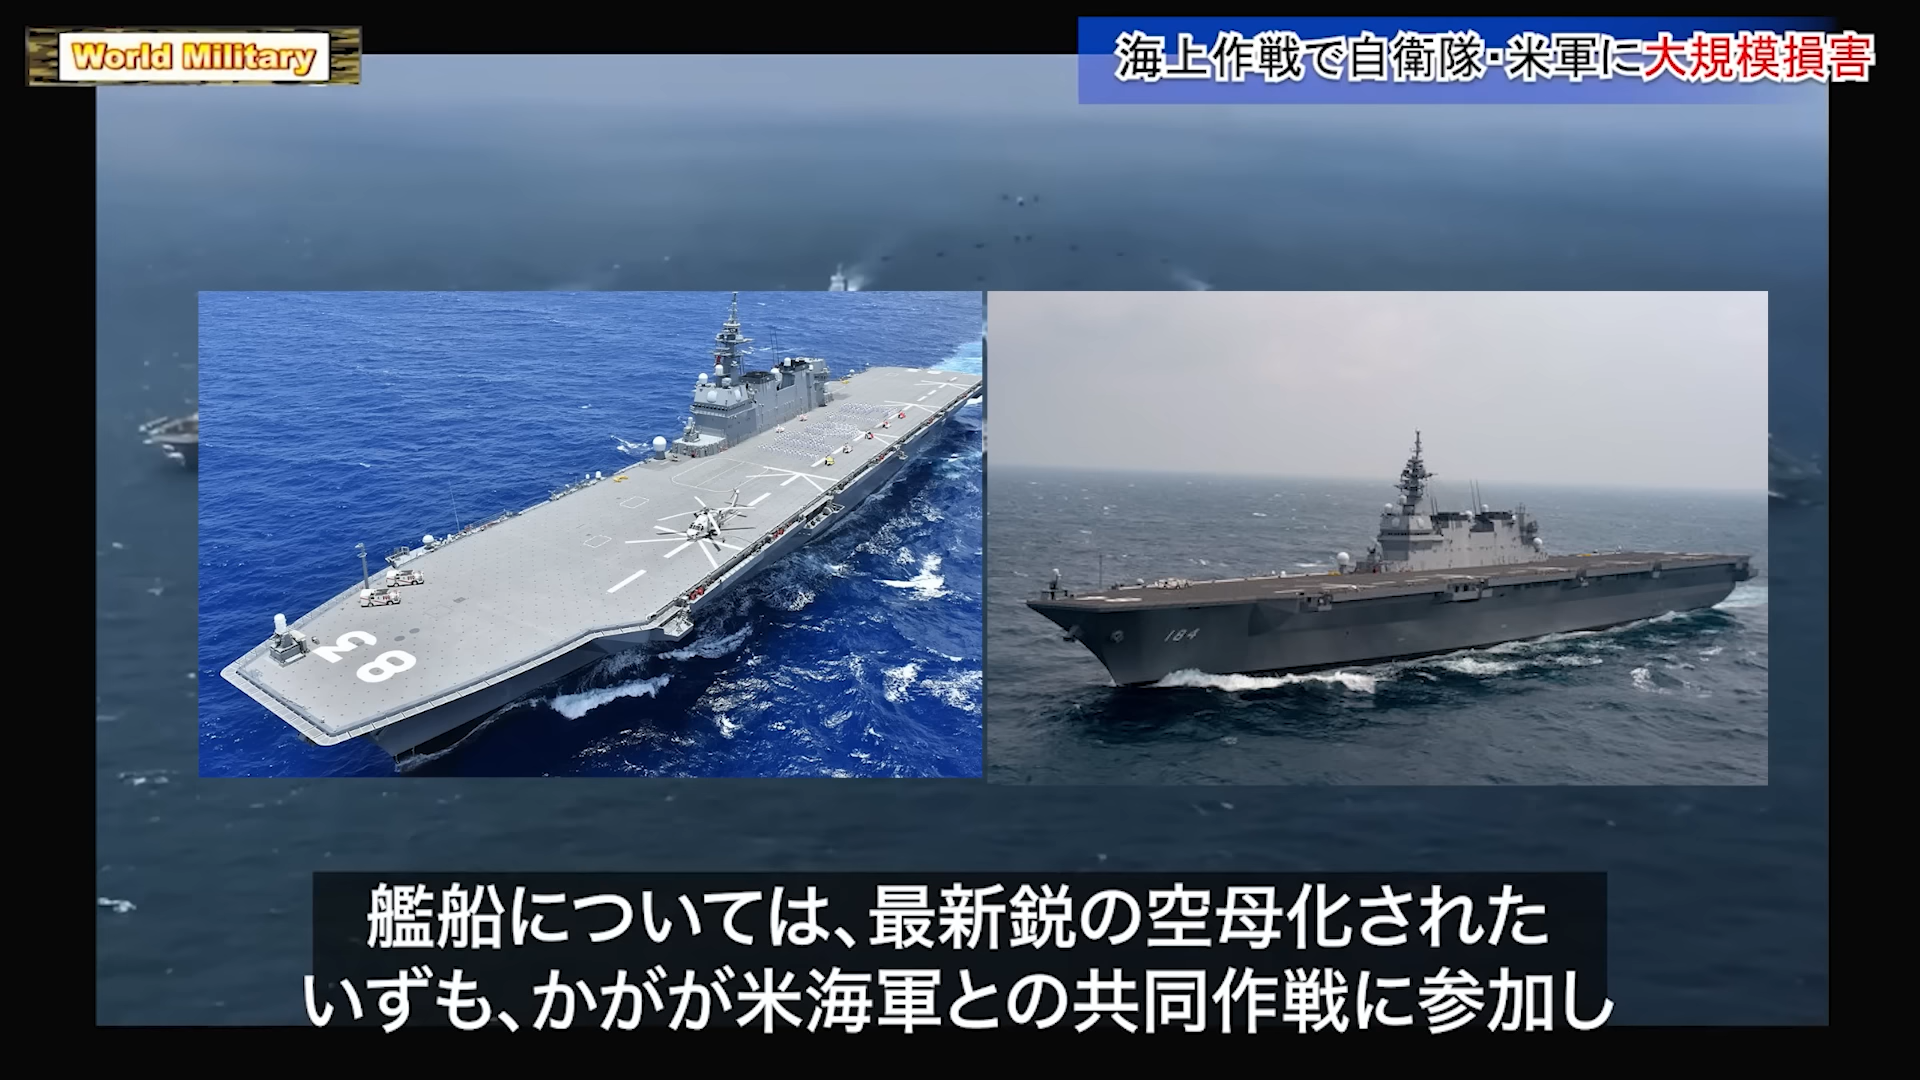 World Military
海上作戦で自衛隊・米軍に大規模損害
83
184
艦船については、最新鋭の空母化された
いずも、かがが米海軍との共同作戦に参加し